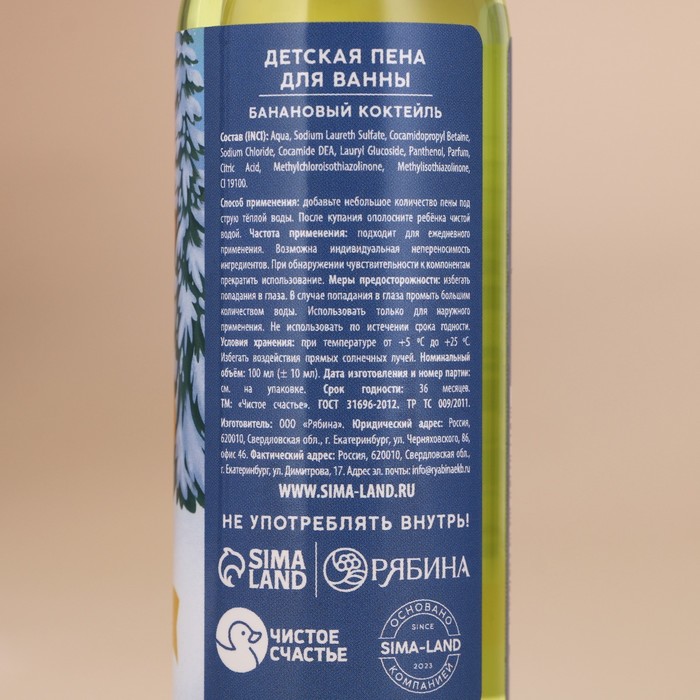 ДЕТСКАЯ ПЕНА
ДЛЯ ВАННЫ
БАНАНОВЫЙ КОКТЕЙЛЬ
Состав (INCI): Aqua, Sodium Laureth Sulfate, Cocamidopropyl Betaine,
Sodium Chloride, Cocamide DEA, Lauryl Glucoside, Panthenol, Parfum,
Citric Acid, Methylchloroisothiazolinone, Methylisothiazolinone,
CI 19100.
Способ применения: добавьте небольшое количество пены под
струю тёплой воды. После купания ополосните ребёнка чистой
водой. Частота применения: подходит для ежедневного
применения. Возможна индивидуальная непереносимость
ингредиентов. При обнаружении чувствительности к компонентам
прекратить использование. Меры предосторожности: избегать
попадания в глаза. В случае попадания в глаза промыть большим
количеством воды. Использовать только для наружного
применения. Не использовать по истечении срока годности.
Условия хранения: при температуре от +5 ºС до +25 ºС.
Избегать воздействия прямых солнечных лучей. Номинальный
объём: 100 мл (± 10 мл). Дата изготовления и номер партии:
см. на упаковке. Срок годности: 36 месяцев.
ТМ: «Чистое счастье». ГОСТ 31696-2012. ТР ТС 009/2011.
Изготовитель: ООО «Рябина». Юридический адрес: Россия,
620010, Свердловская обл., г. Екатеринбург, ул. Черняховского, 86,
офис 46. Фактический адрес: Россия, 620010, Свердловская обл.,
г. Екатеринбург, ул. Димитрова, 17. Адрес эл. почты: info@ryabinaekb.ru
WWW.SIMA-LAND.RU
НЕ УПОТРЕБЛЯТЬ ВНУТРЬ!
SIMA
LAND
РЯБИНА
ЧИСТОЕ
СЧАСТЬЕ
ОСНОВАНО
SINCE
SIMA-LAND
2023
КОМПАНИЕЙ